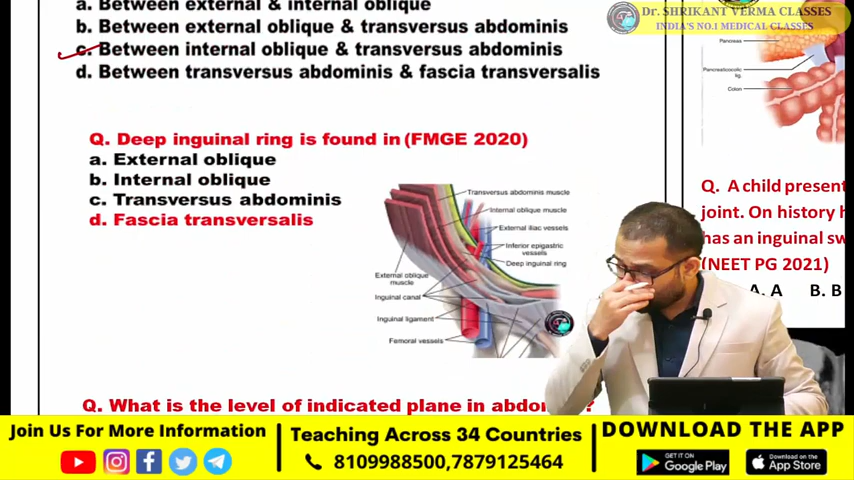 a. Between external & internal oblique
b. Between external oblique & transversus abdominis
c. Between internal oblique & transversus abdominis
d. Between transversus abdominis & fascia transversalis
Q. Deep inguinal ring is found in (FMGE 2020)
a. External oblique
b. Internal oblique
c. Transversus abdominis
d. Fascia transversalis
Transversus abdominis muscle
Internal oblique muscle
External iliac vessels
Inferior epigastric
vessels
Deep inguinal ring
External oblique
muscle
Inguinal canal
Inguinal ligament
Femoral vessels
Q. What is the level of indicated plane in abdo
?
Dr. SHRIKANT VERMA CLASSES
INDIA'S NO.1 MEDICAL CLASSES
Pancreas
Pancreaticocolic
lig.
Colon
Q. A child present
joint. On history h
has an inguinal sw
(NEET PG 2021)
A. A B. B
Join Us For More Information
Teaching Across 34 Countries
8109988500,7879125464
DOWNLOAD THE APP
GET IT ON
Google Play
Download on the
App Store